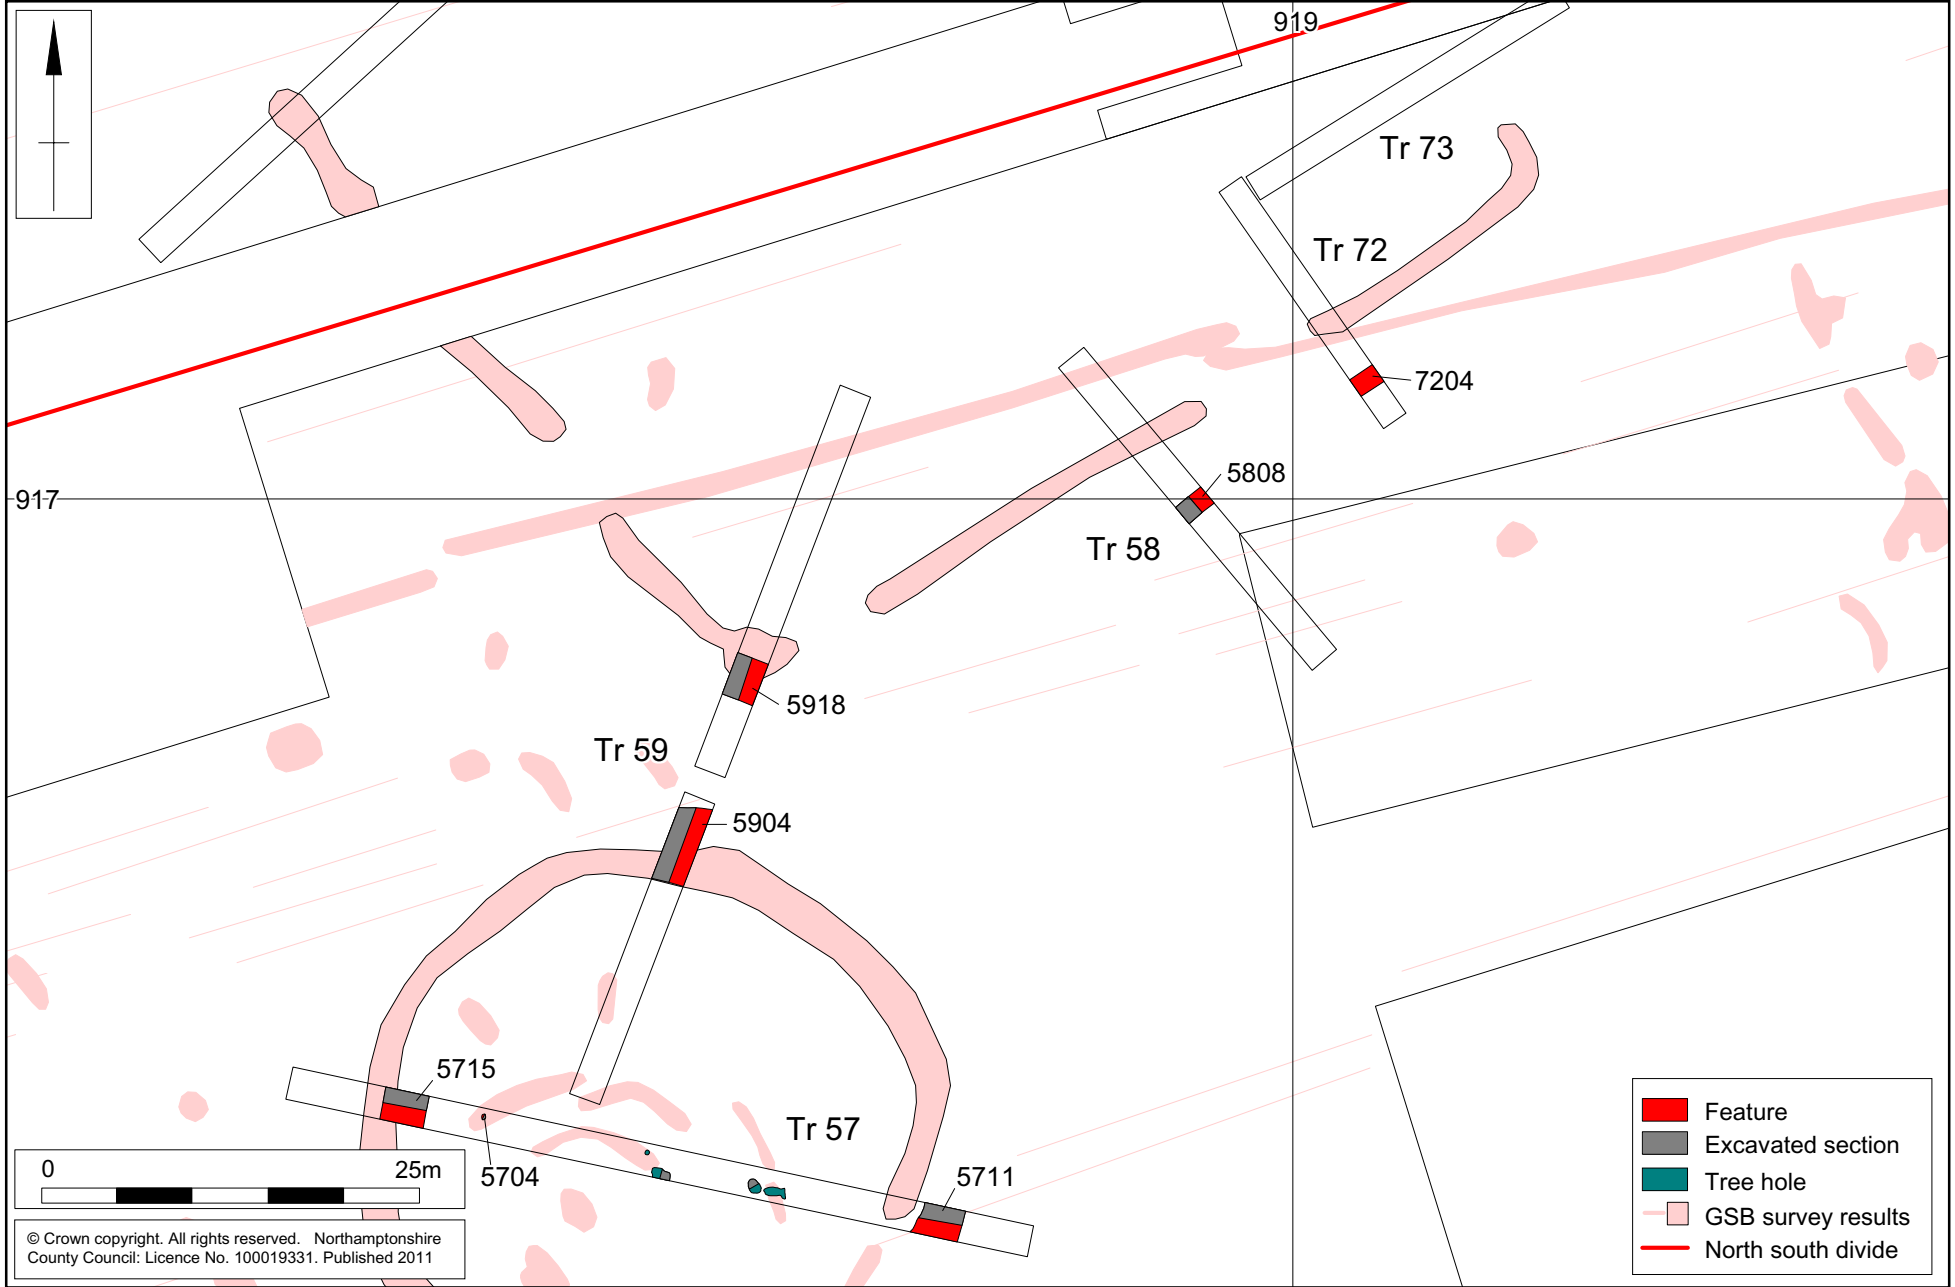 919
Tr 73
Tr 72
7204
917
5808
Tr 58
5918
Tr 59
5904
5715
Tr 57
5704
5711
0 25m
© Crown copyright. All rights reserved. Northamptonshire
County Council: Licence No. 100019331. Published 2011
Feature
Excavated section
Tree hole
GSB survey results
North south divide